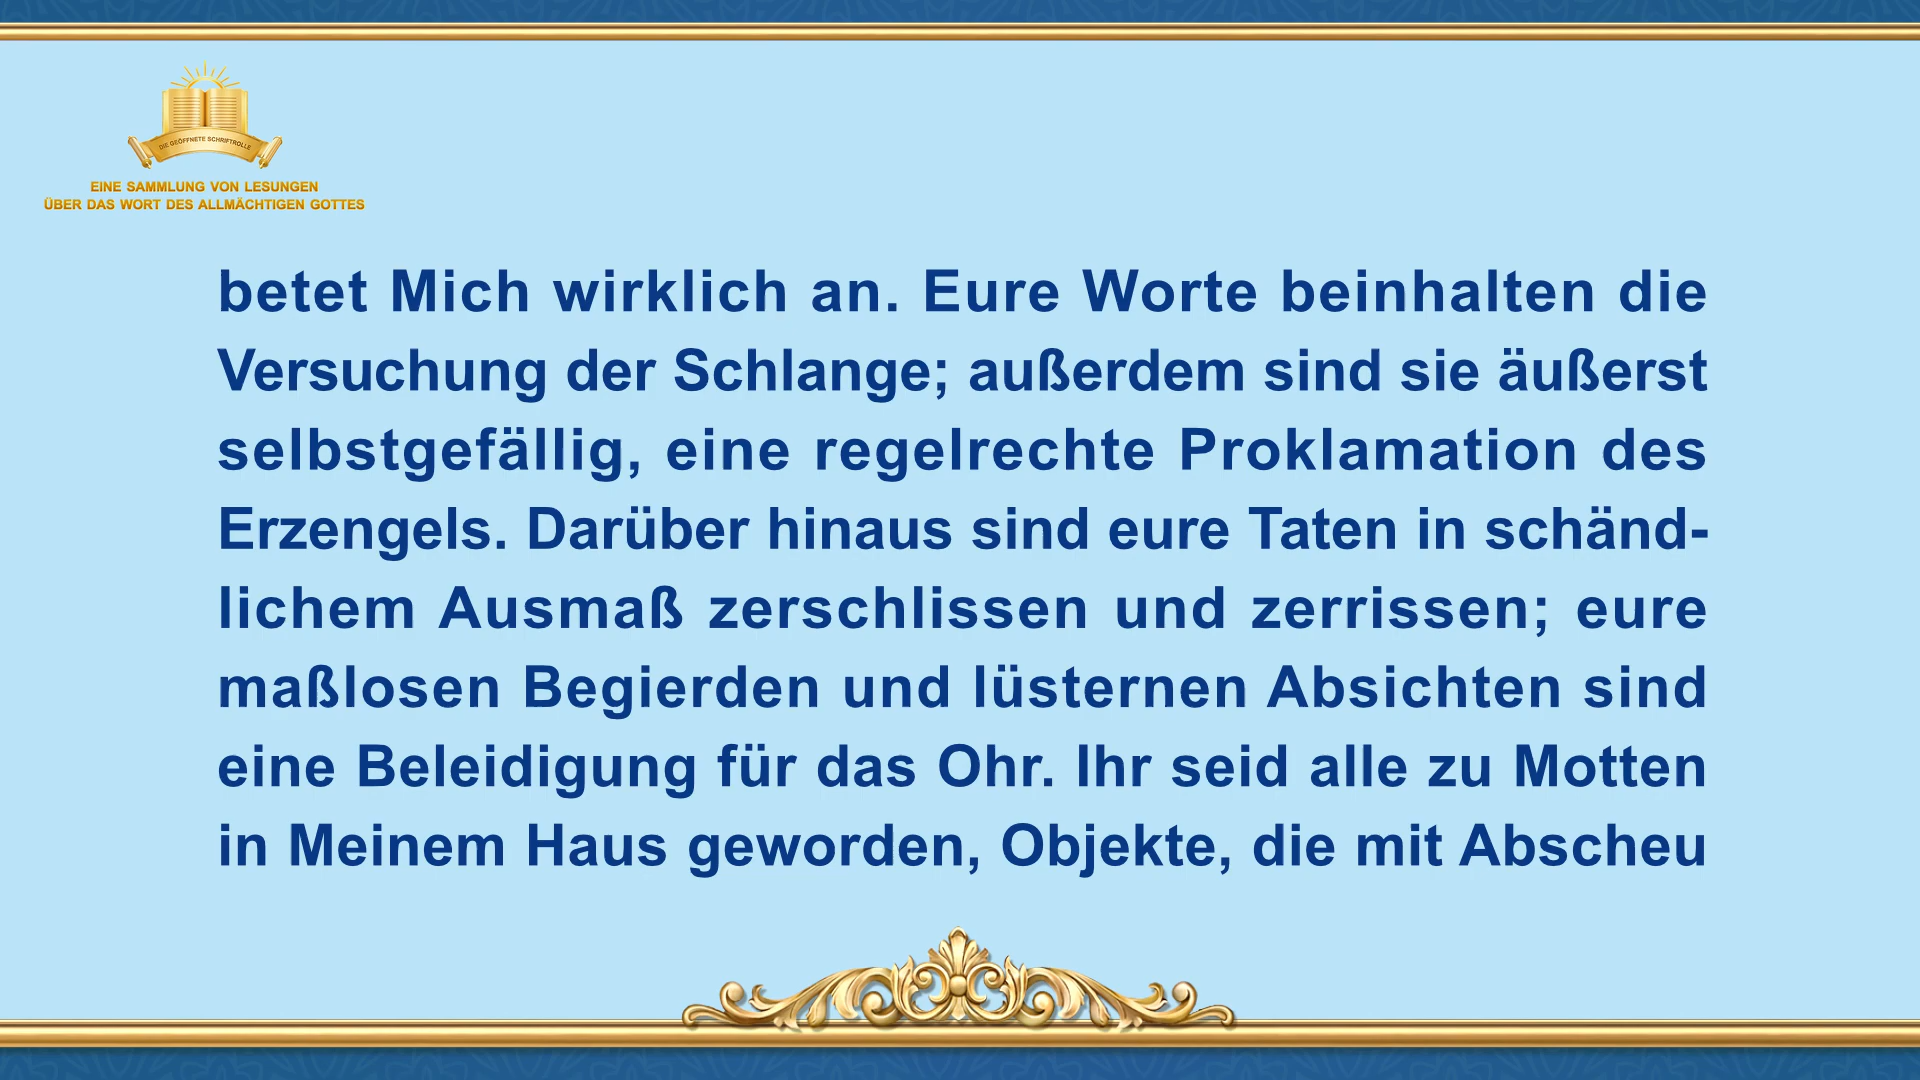 DIE GEÖFFNETE SCHRIFTROLLE
EINE SAMMLUNG VON LESUNGEN
ÜBER DAS WORT DES ALLMÄCHTIGEN GOTTES
betet Mich wirklich an. Eure Worte beinhalten die
Versuchung der Schlange; außerdem sind sie äußerst
selbstgefällig, eine regelrechte Proklamation des
Erzengels. Darüber hinaus sind eure Taten in schänd-
lichem Ausmaß zerschlissen und zerrissen; eure
maßlosen Begierden und lüsternen Absichten sind
eine Beleidigung für das Ohr. Ihr seid alle zu Motten
in Meinem Haus geworden, Objekte, die mit Abscheu